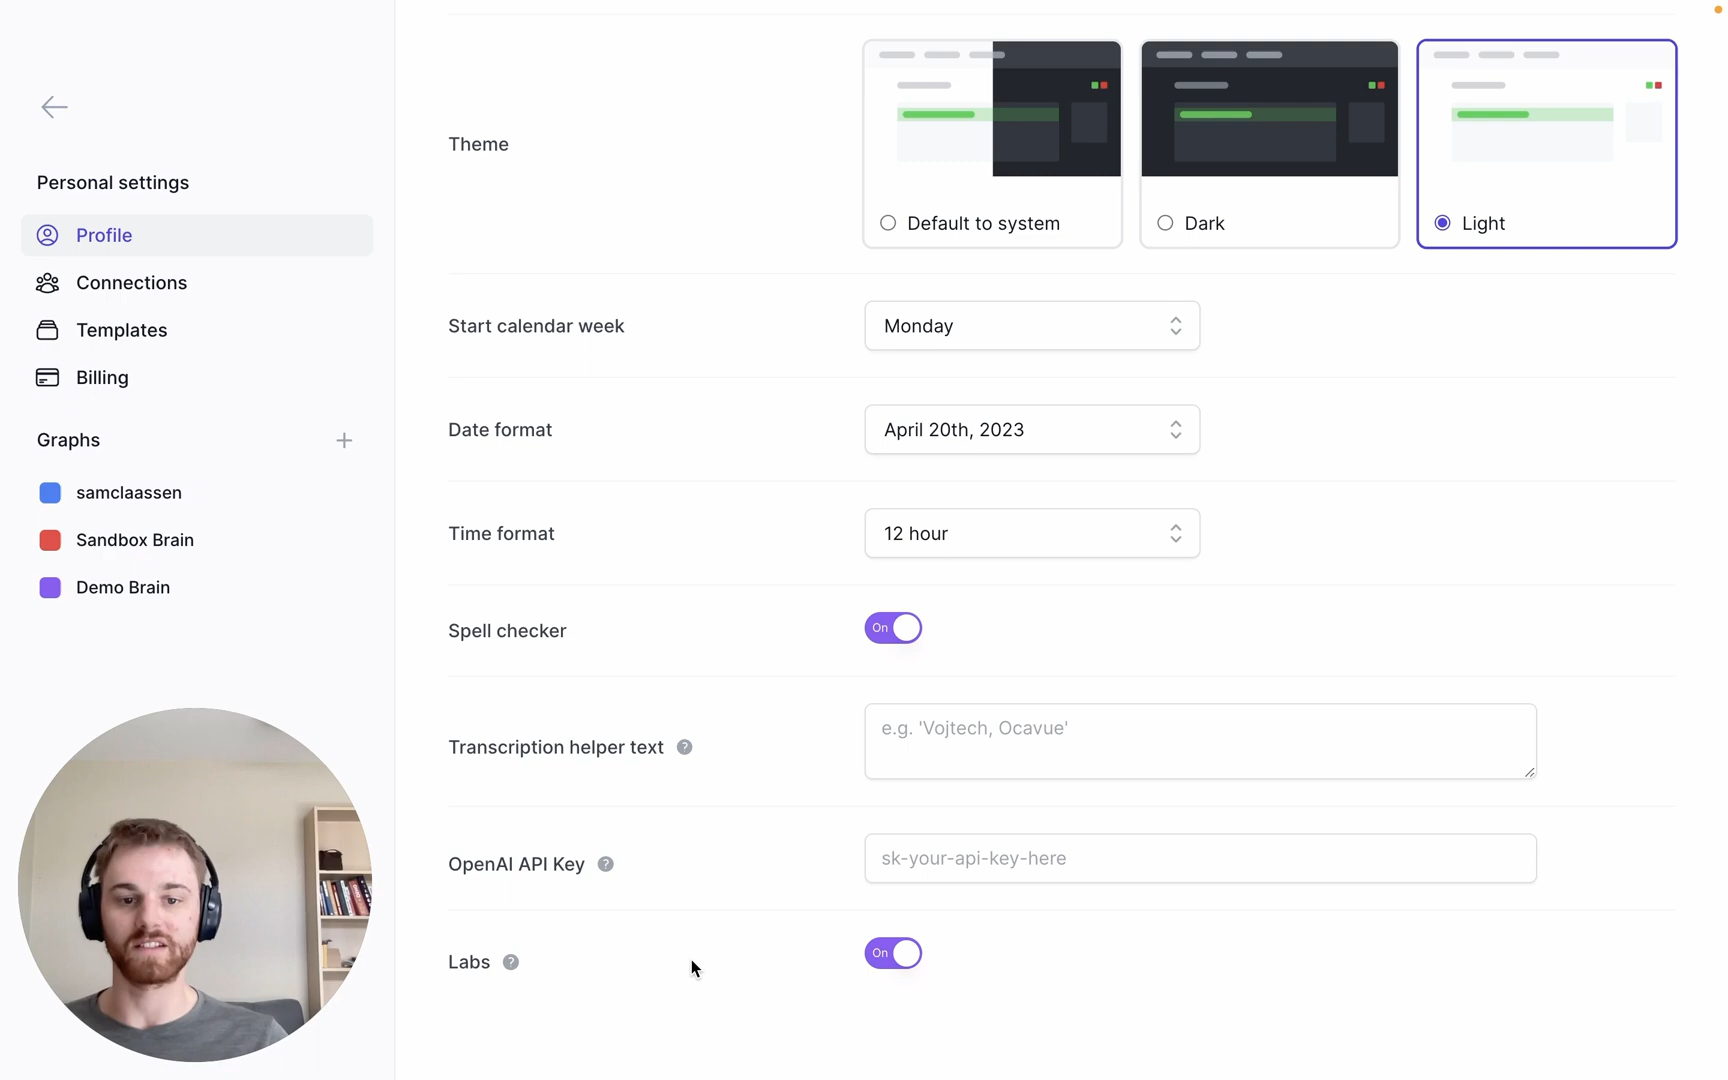 Personal settings
Profile
Connections
Templates
Billing
Graphs
samclaassen
Sandbox Brain
Demo Brain
Theme
Default to system
Dark
Light
Start calendar week
Monday
Date format
April 20th, 2023
Time format
12 hour
Spell checker
On
Transcription helper text ?
e.g. 'Vojtech, Ocavue'
OpenAI API Key ?
sk-your-api-key-here
Labs ?
On